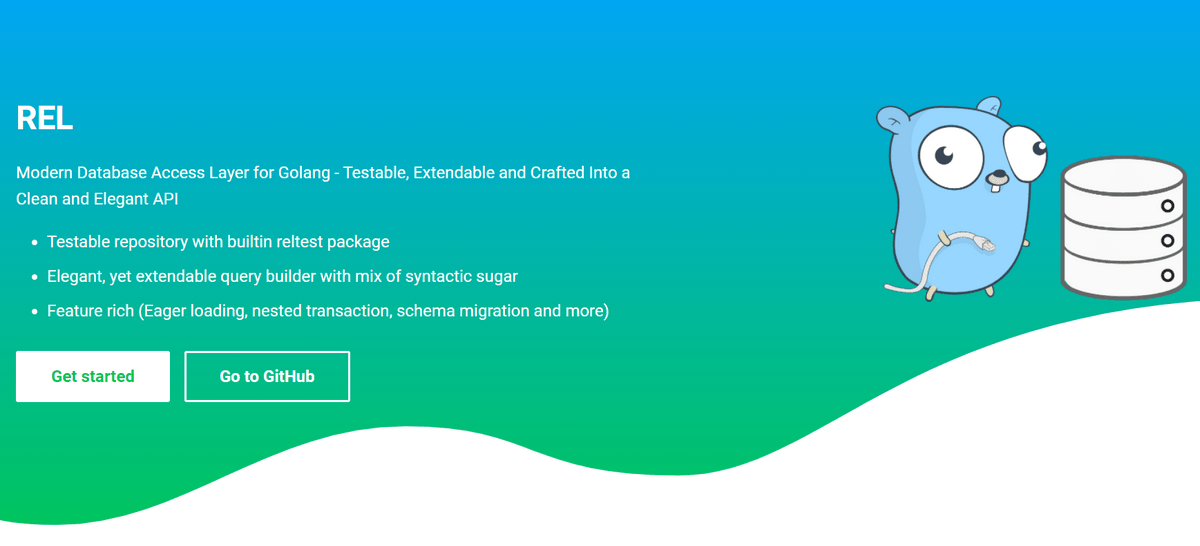 REL
Modern Database Access Layer for Golang - Testable, Extendable and Crafted Into a
Clean and Elegant API
Testable repository with builtin reltest package
Elegant, yet extendable query builder with mix of syntactic sugar
Feature rich (Eager loading, nested transaction, schema migration and more)
Get started
Go to GitHub